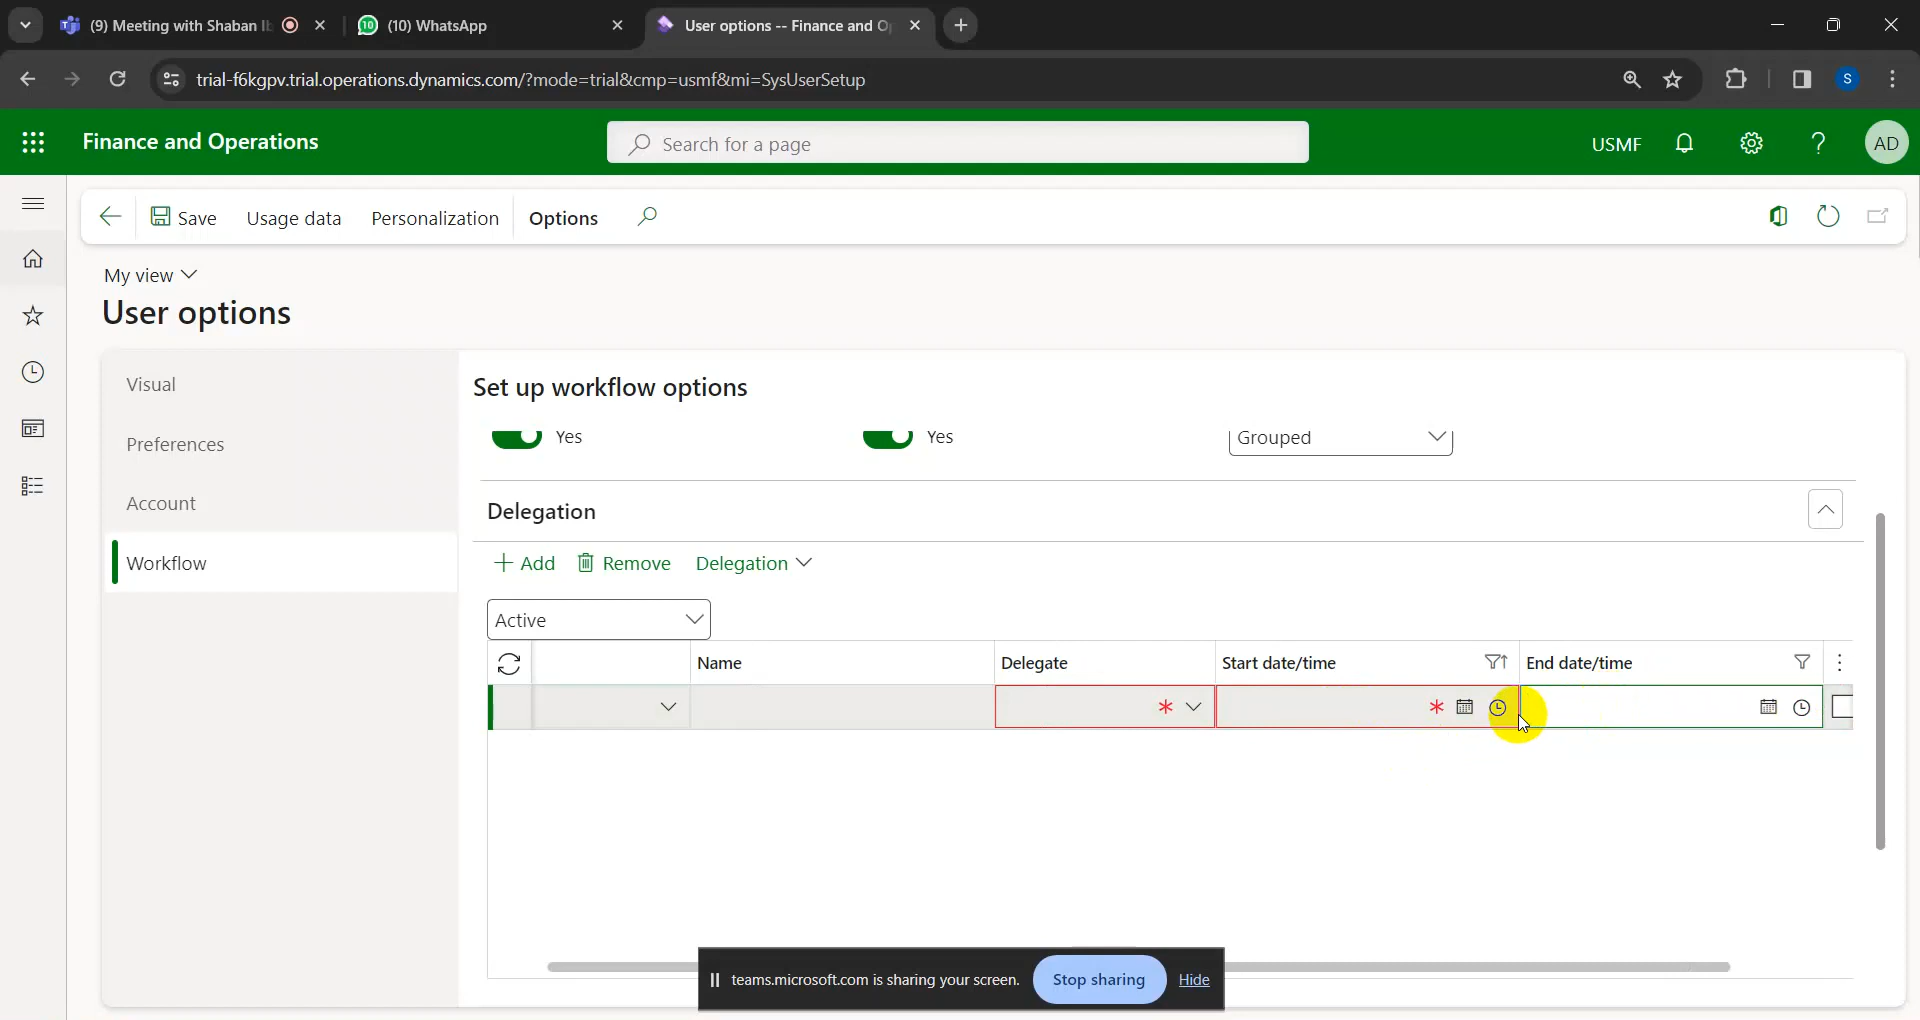 (9) Meeting with Shaban Ib
(10) WhatsApp
User options -- Finance and O
trial-f6kgpv.trial.operations.dynamics.com/?mode=trial&cmp=usmf&mi=SysUserSetup
S
Finance and Operations
Search for a page
USMF
AD
Save
Usage data
Personalization
Options
My view
User options
Visual
Preferences
Account
Workflow
Set up workflow options
Yes
Yes
Grouped
Delegation
+ Add
Remove
Delegation
Active
Name
Delegate
Start date/time
End date/time
teams.microsoft.com is sharing your screen.
Stop sharing
Hide